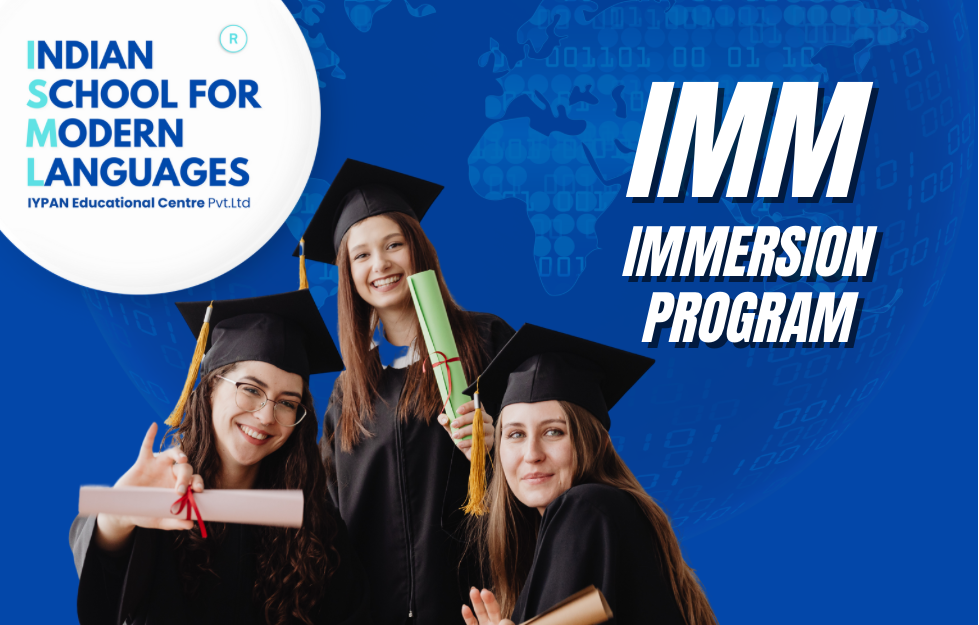 INDIAN
SCHOOL FOR
MODERN
LANGUAGES
IYPAN Educational Centre Pvt.Ltd
R
IMM
IMMERSION
PROGRAM